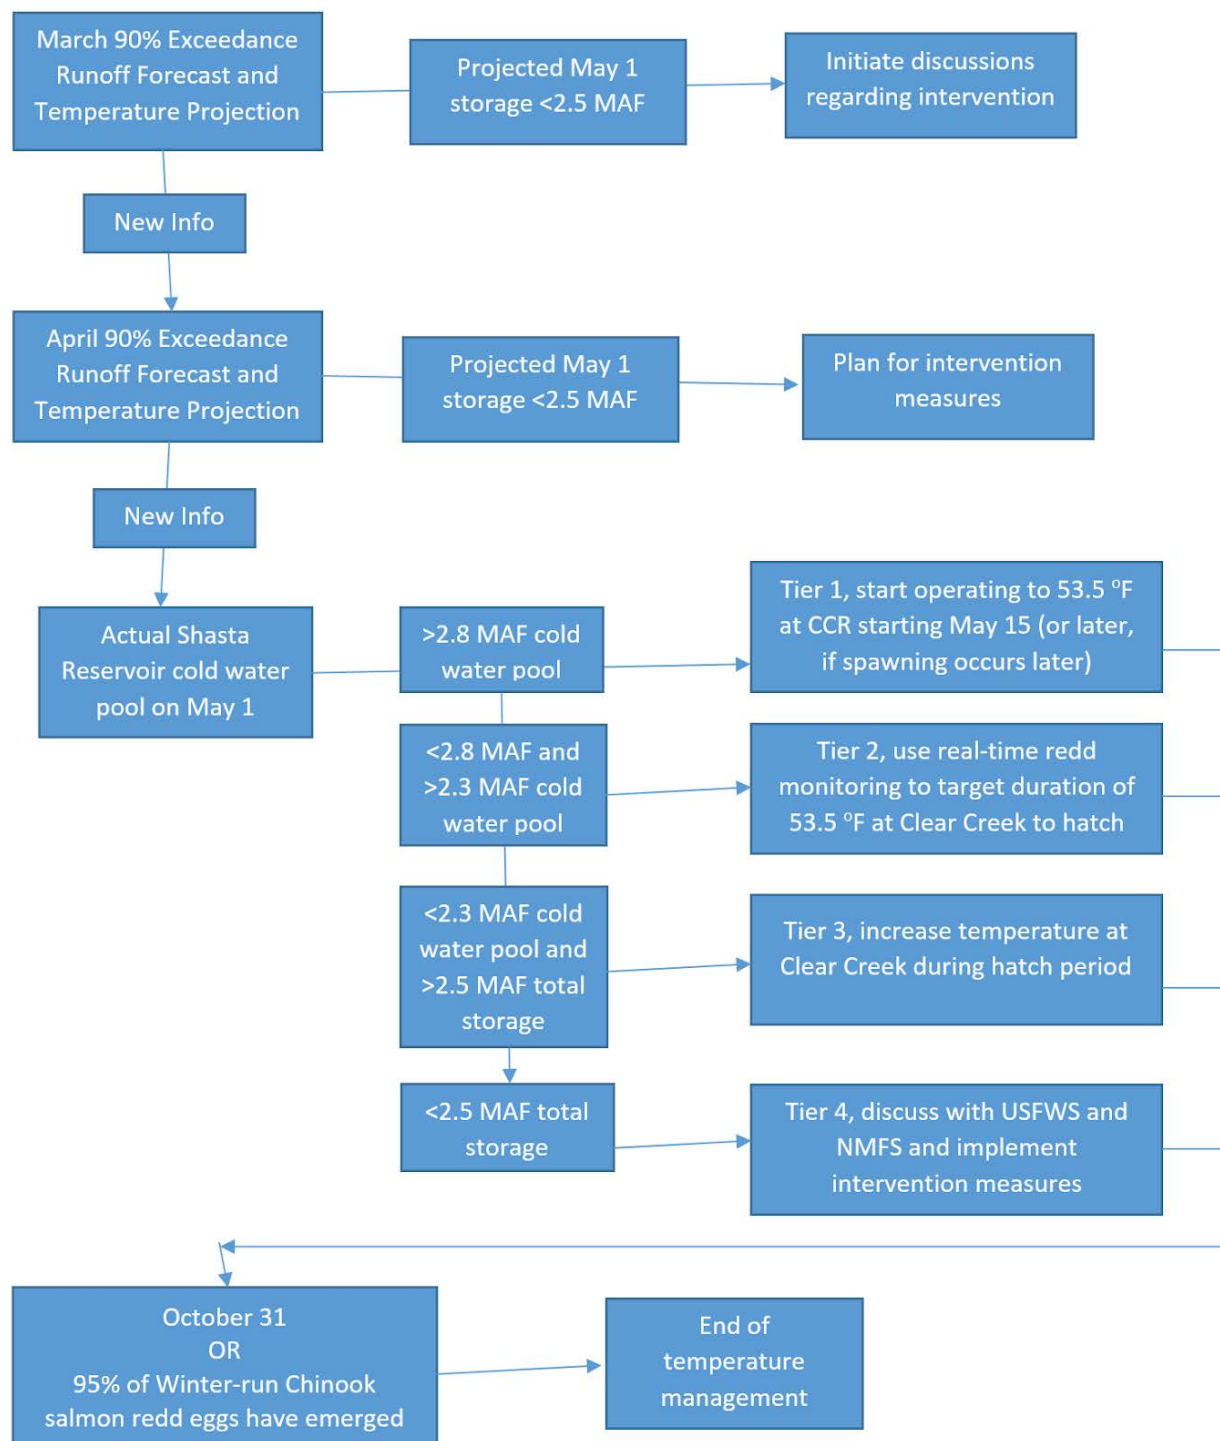 March 90% Exceedance
Runoff Forecast and
Temperature Projection
Projected May 1
storage <2.5 MAF
Initiate discussions
regarding intervention
New Info
April 90% Exceedance
Runoff Forecast and
Temperature Projection
Projected May 1
storage <2.5 MAF
Plan for intervention
measures
New Info
Actual Shasta
Reservoir cold water
pool on May 1
>2.8 MAF cold
water pool
Tier 1, start operating to 53.5 °F
at CCR starting May 15 (or later,
if spawning occurs later)
<2.8 MAF and
>2.3 MAF cold
water pool
Tier 2, use real-time redd
monitoring to target duration of
53.5 °F at Clear Creek to hatch
<2.3 MAF cold
water pool and
>2.5 MAF total
storage
Tier 3, increase temperature at
Clear Creek during hatch period
<2.5 MAF total
storage
Tier 4, discuss with USFWS and
NMFS and implement
intervention measures
October 31
OR
95% of Winter-run Chinook
salmon redd eggs have emerged
End of
temperature
management